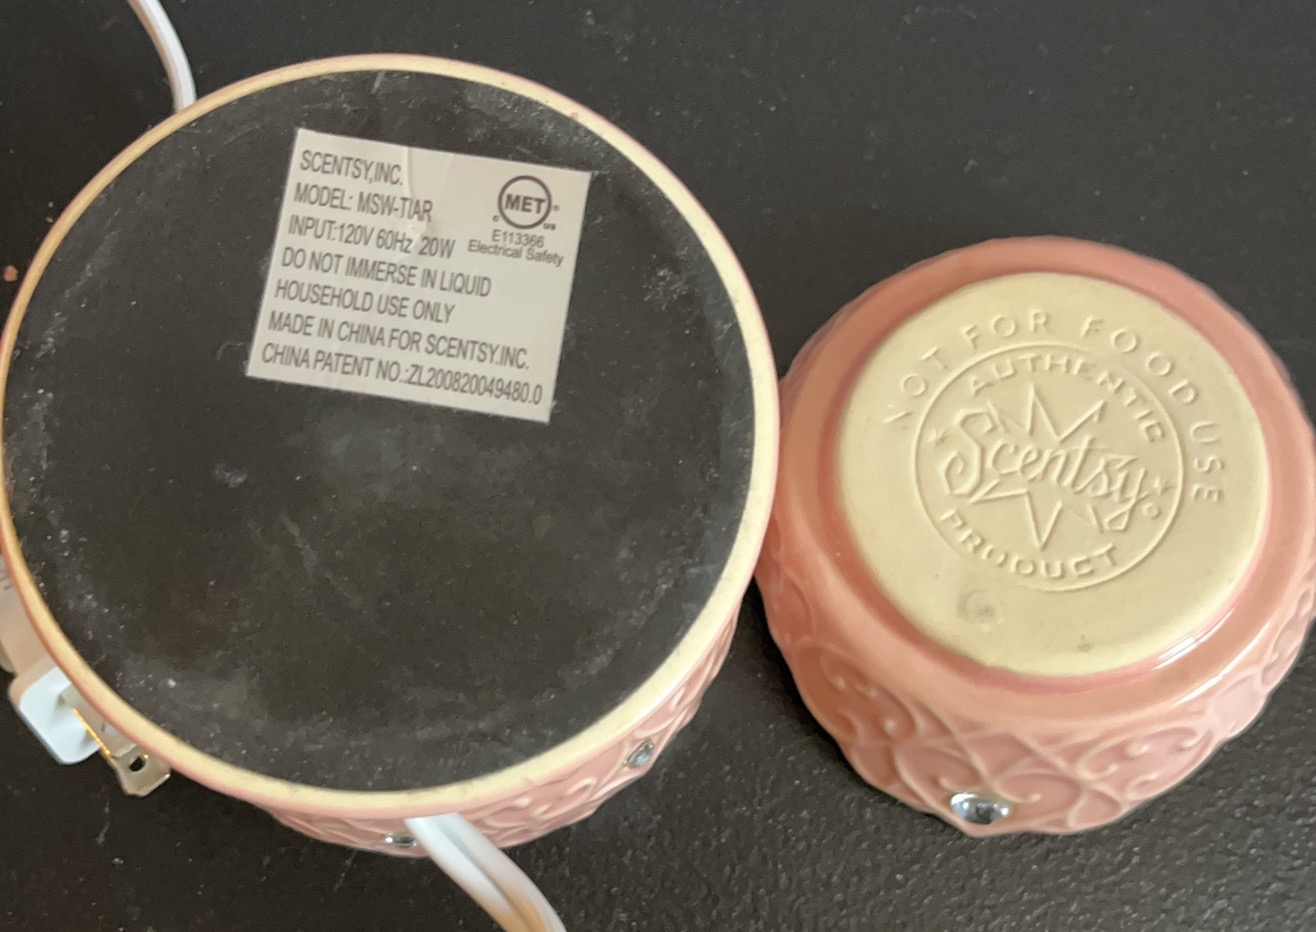 SCENTSY,INC.
MODEL: MSW-TIAR
INPUT:120V 60Hz 20W
DO NOT IMMERSE IN LIQUID
HOUSEHOLD USE ONLY
MADE IN CHINA FOR SCENTSY.INC.
CHINA PATENT NO.:ZL200820049480.0
c MET ® US
E113366
Electrical Safety
NOT FOR FOOD USE
AUTHENTIC
Scentsy
PRODUCT